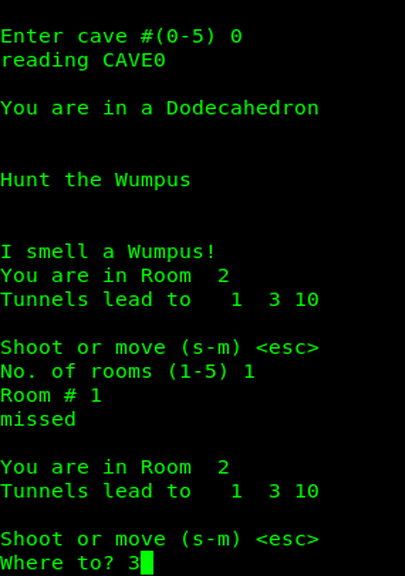 Enter cave #(0-5) 0
reading CAVE0
You are in a Dodecahedron
Hunt the Wumpus
I smell a Wumpus!
You are in Room  2
Tunnels lead to   1  3 10
Shoot or move (s-m) <esc>
No. of rooms (1-5) 1
Room # 1
missed
You are in Room  2
Tunnels lead to   1  3 10
Shoot or move (s-m) <esc>
Where to? 3